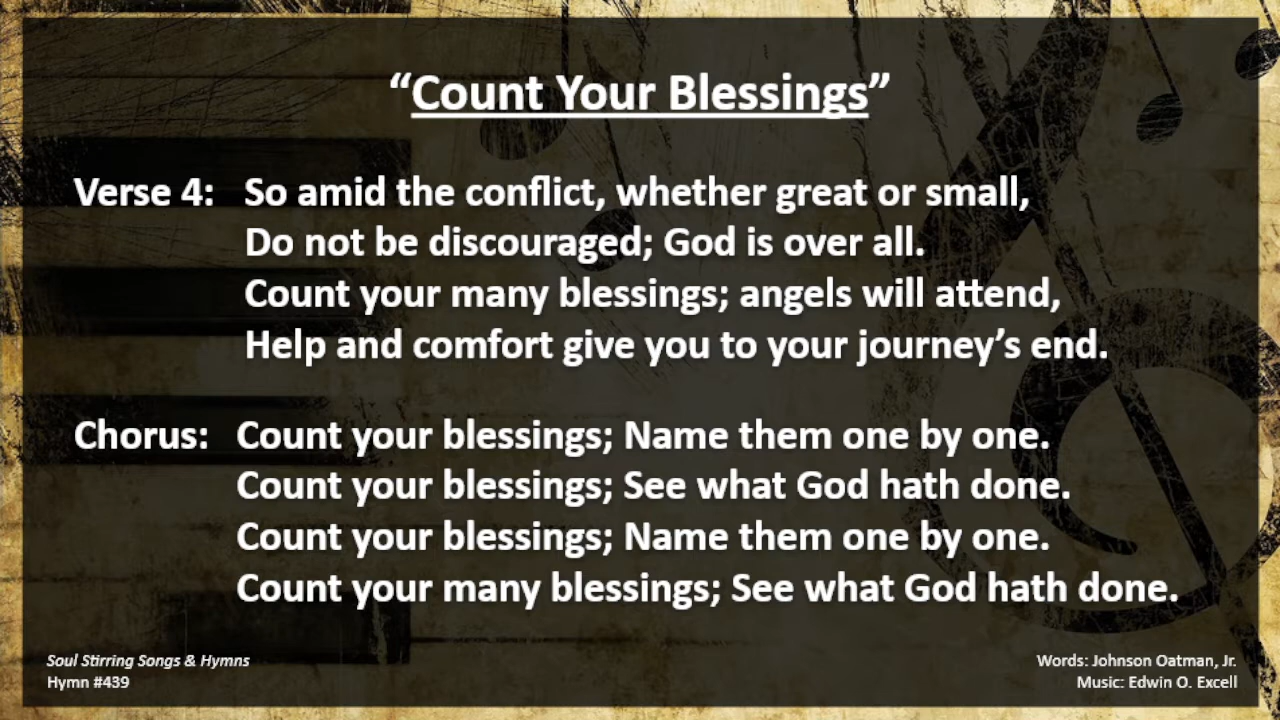 “Count Your Blessings”
Verse 4: So amid the conflict, whether great or small,
Do not be discouraged; God is over all.
Count your many blessings; angels will attend,
Help and comfort give you to your journey’s end.
Chorus: Count your blessings; Name them one by one.
Count your blessings; See what God hath done.
Count your blessings; Name them one by one.
Count your many blessings; See what God hath done.
Soul Stirring Songs & Hymns
Hymn #439
Words: Johnson Oatman, Jr.
Music: Edwin O. Excell